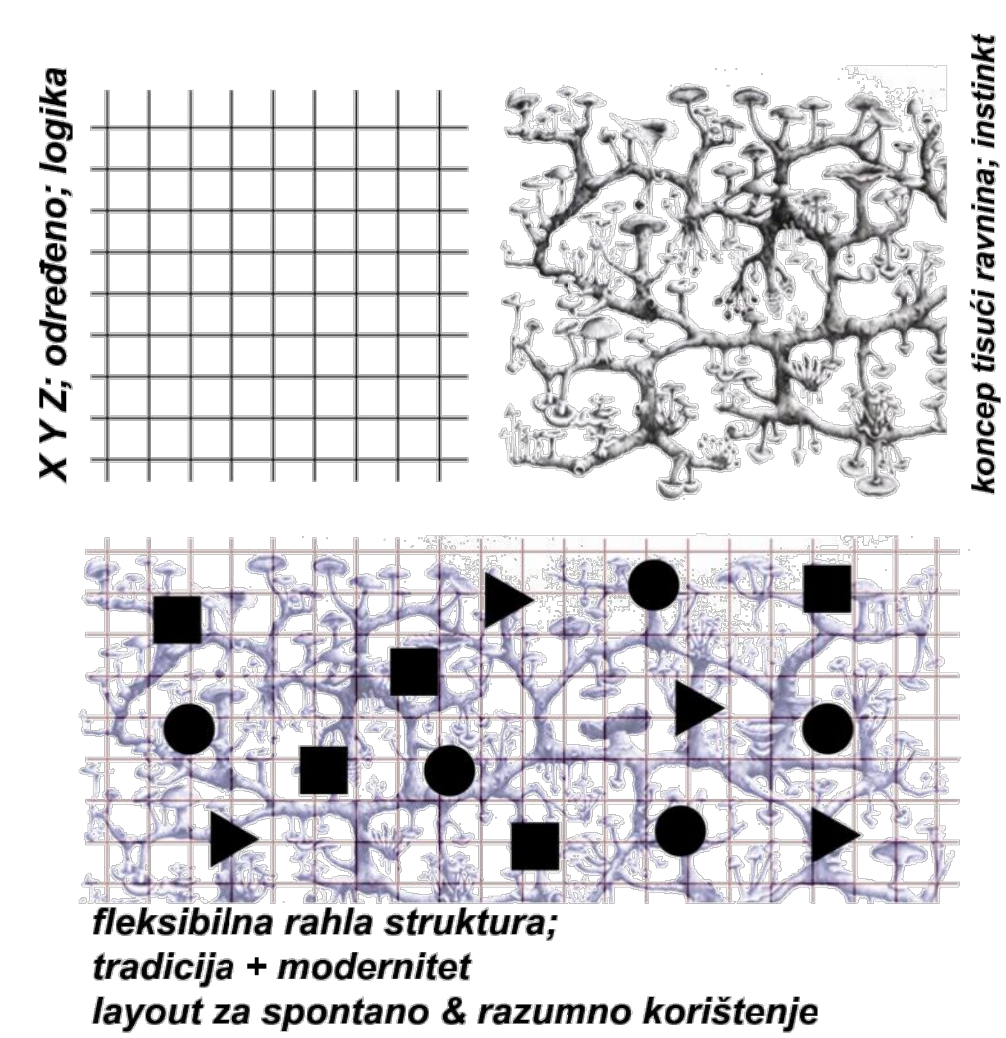 X Y Z; određeno; logika
koncep tisući ravnina; instinkt
fleksibilna rahla struktura;
tradicija + modernitet
layout za spontano & razumno korištenje